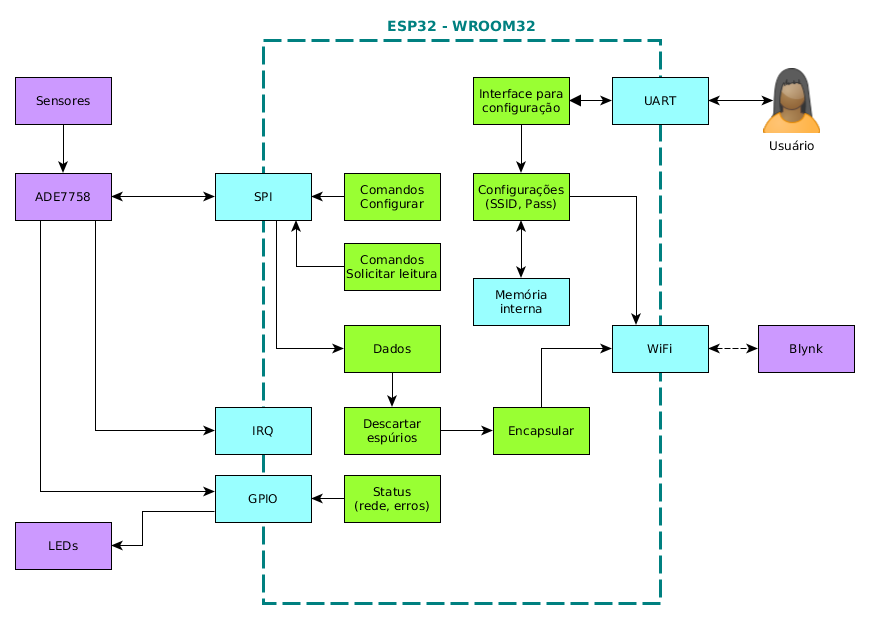 ESP32 - WROOM32
Sensores
Interface para
configuração
UART
Usuário
ADE7758
SPI
Comandos
Configurar
Configurações
(SSID, Pass)
Comandos
Solicitar leitura
Memória
interna
Dados
WiFi
Blynk
IRQ
Descartar
espúrios
Encapsular
GPIO
Status
(rede, erros)
LEDs